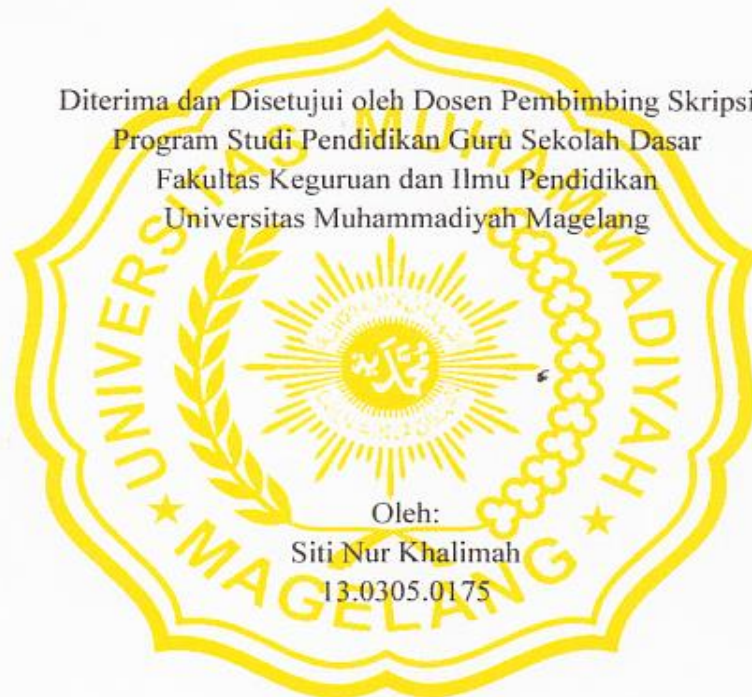 Diterima dan Disetujui oleh Dosen Pembimbing Skripsi
Program Studi Pendidikan Guru Sekolah Dasar
Fakultas Keguruan dan Ilmu Pendidikan
Universitas Muhammadiyah Magelang
UNIVERSITAS MUHAMMADIYAH
★ MAGELANG ★
Oleh:
Siti Nur Khalimah
13.0305.0175